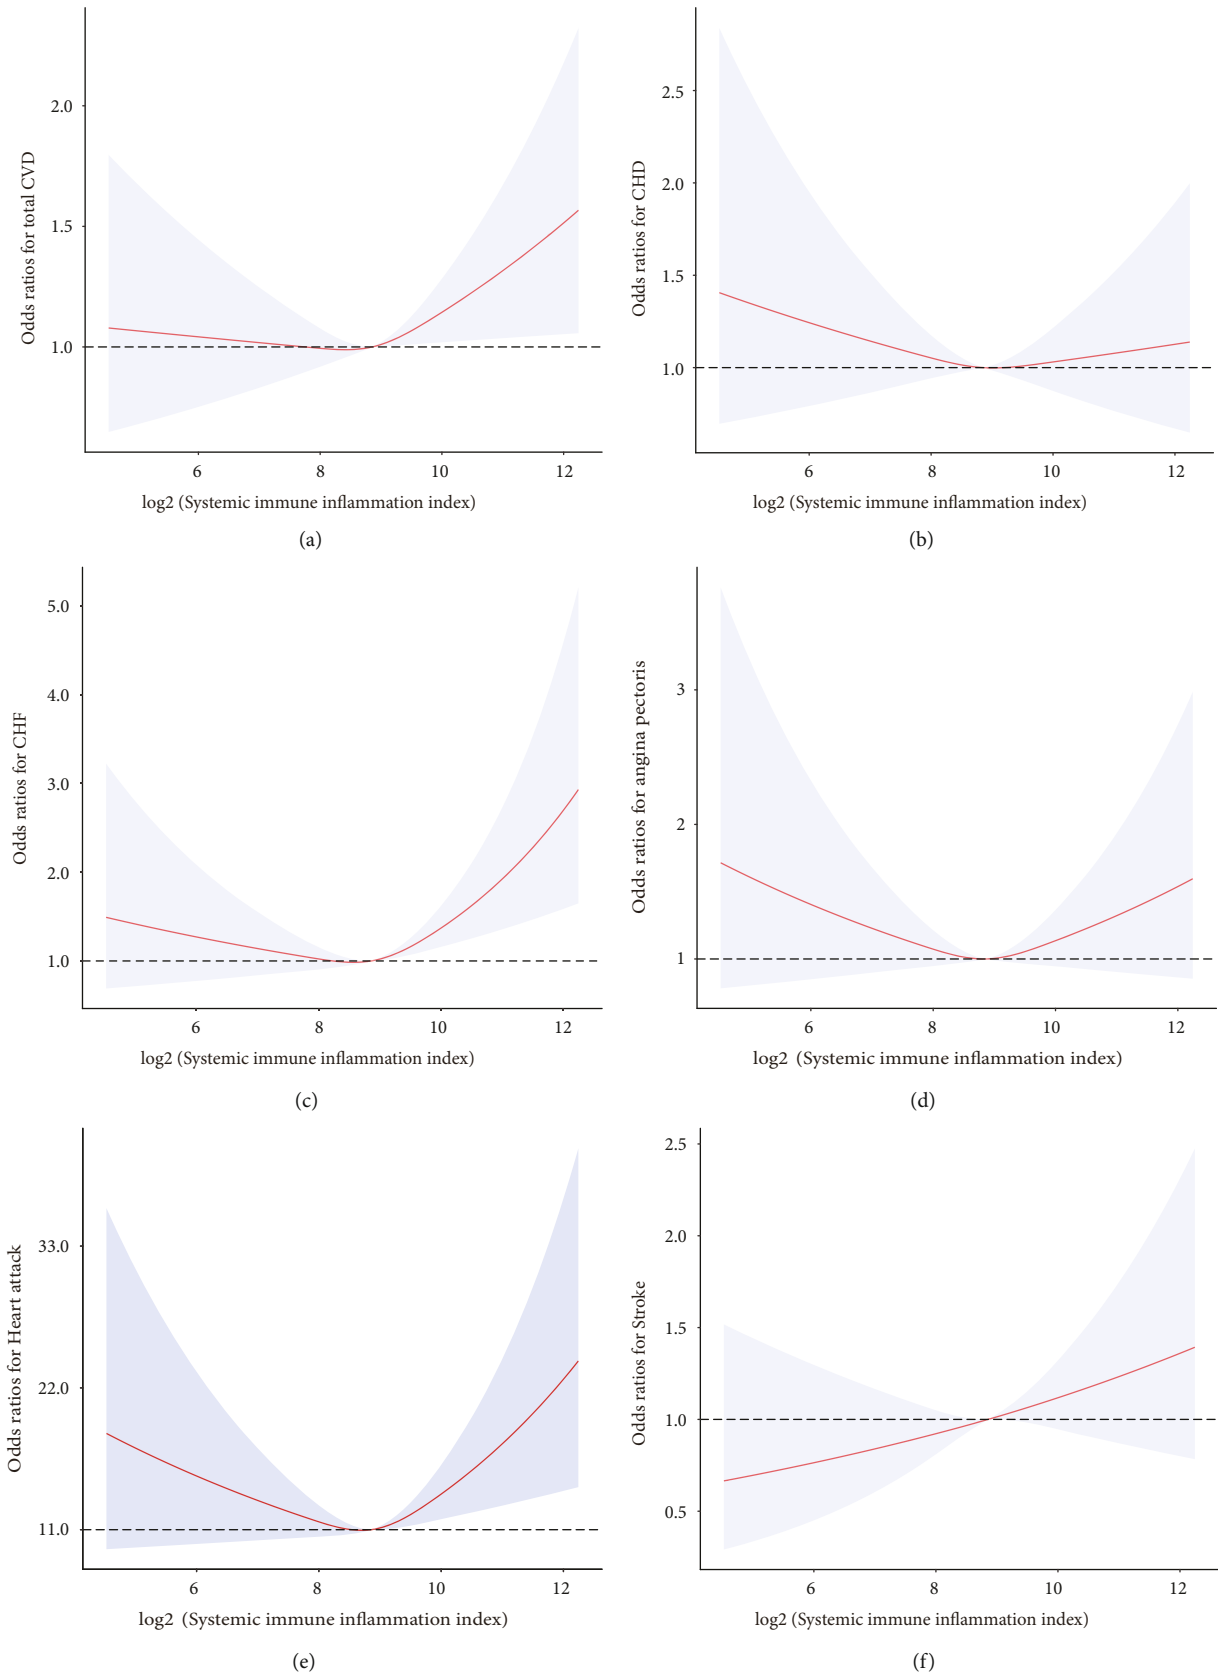 Odds ratios for total CVD
2.0
1.5
1.0
6 8 10 12
log2 (Systemic immune inflammation index)
(a)
Odds ratios for CHD
2.5
2.0
1.5
1.0
6 8 10 12
log2 (Systemic immune inflammation index)
(b)
Odds ratios for CHF
5.0
4.0
3.0
2.0
1.0
6 8 10 12
log2 (Systemic immune inflammation index)
(c)
Odds ratios for angina pectoris
3
2
1
6 8 10 12
log2 (Systemic immune inflammation index)
(d)
Odds ratios for Heart attack
33.0
22.0
11.0
6 8 10 12
log2 (Systemic immune inflammation index)
(e)
Odds ratios for Stroke
2.5
2.0
1.5
1.0
0.5
6 8 10 12
log2 (Systemic immune inflammation index)
(f)